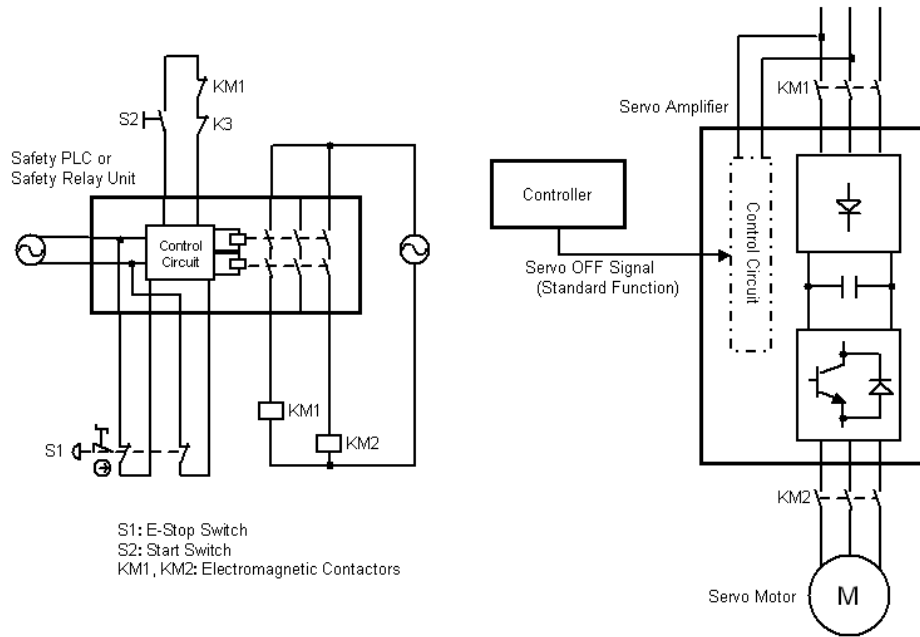 KM1
S2
K3
Safety PLC or
Safety Relay Unit
Control
Circuit
KM1
KM2
S1
S1: E-Stop Switch
S2: Start Switch
KM1, KM2: Electromagnetic Contactors
KM1
Servo Amplifier
Controller
Control Circuit
Servo OFF Signal
(Standard Function)
KM2
Servo Motor
M